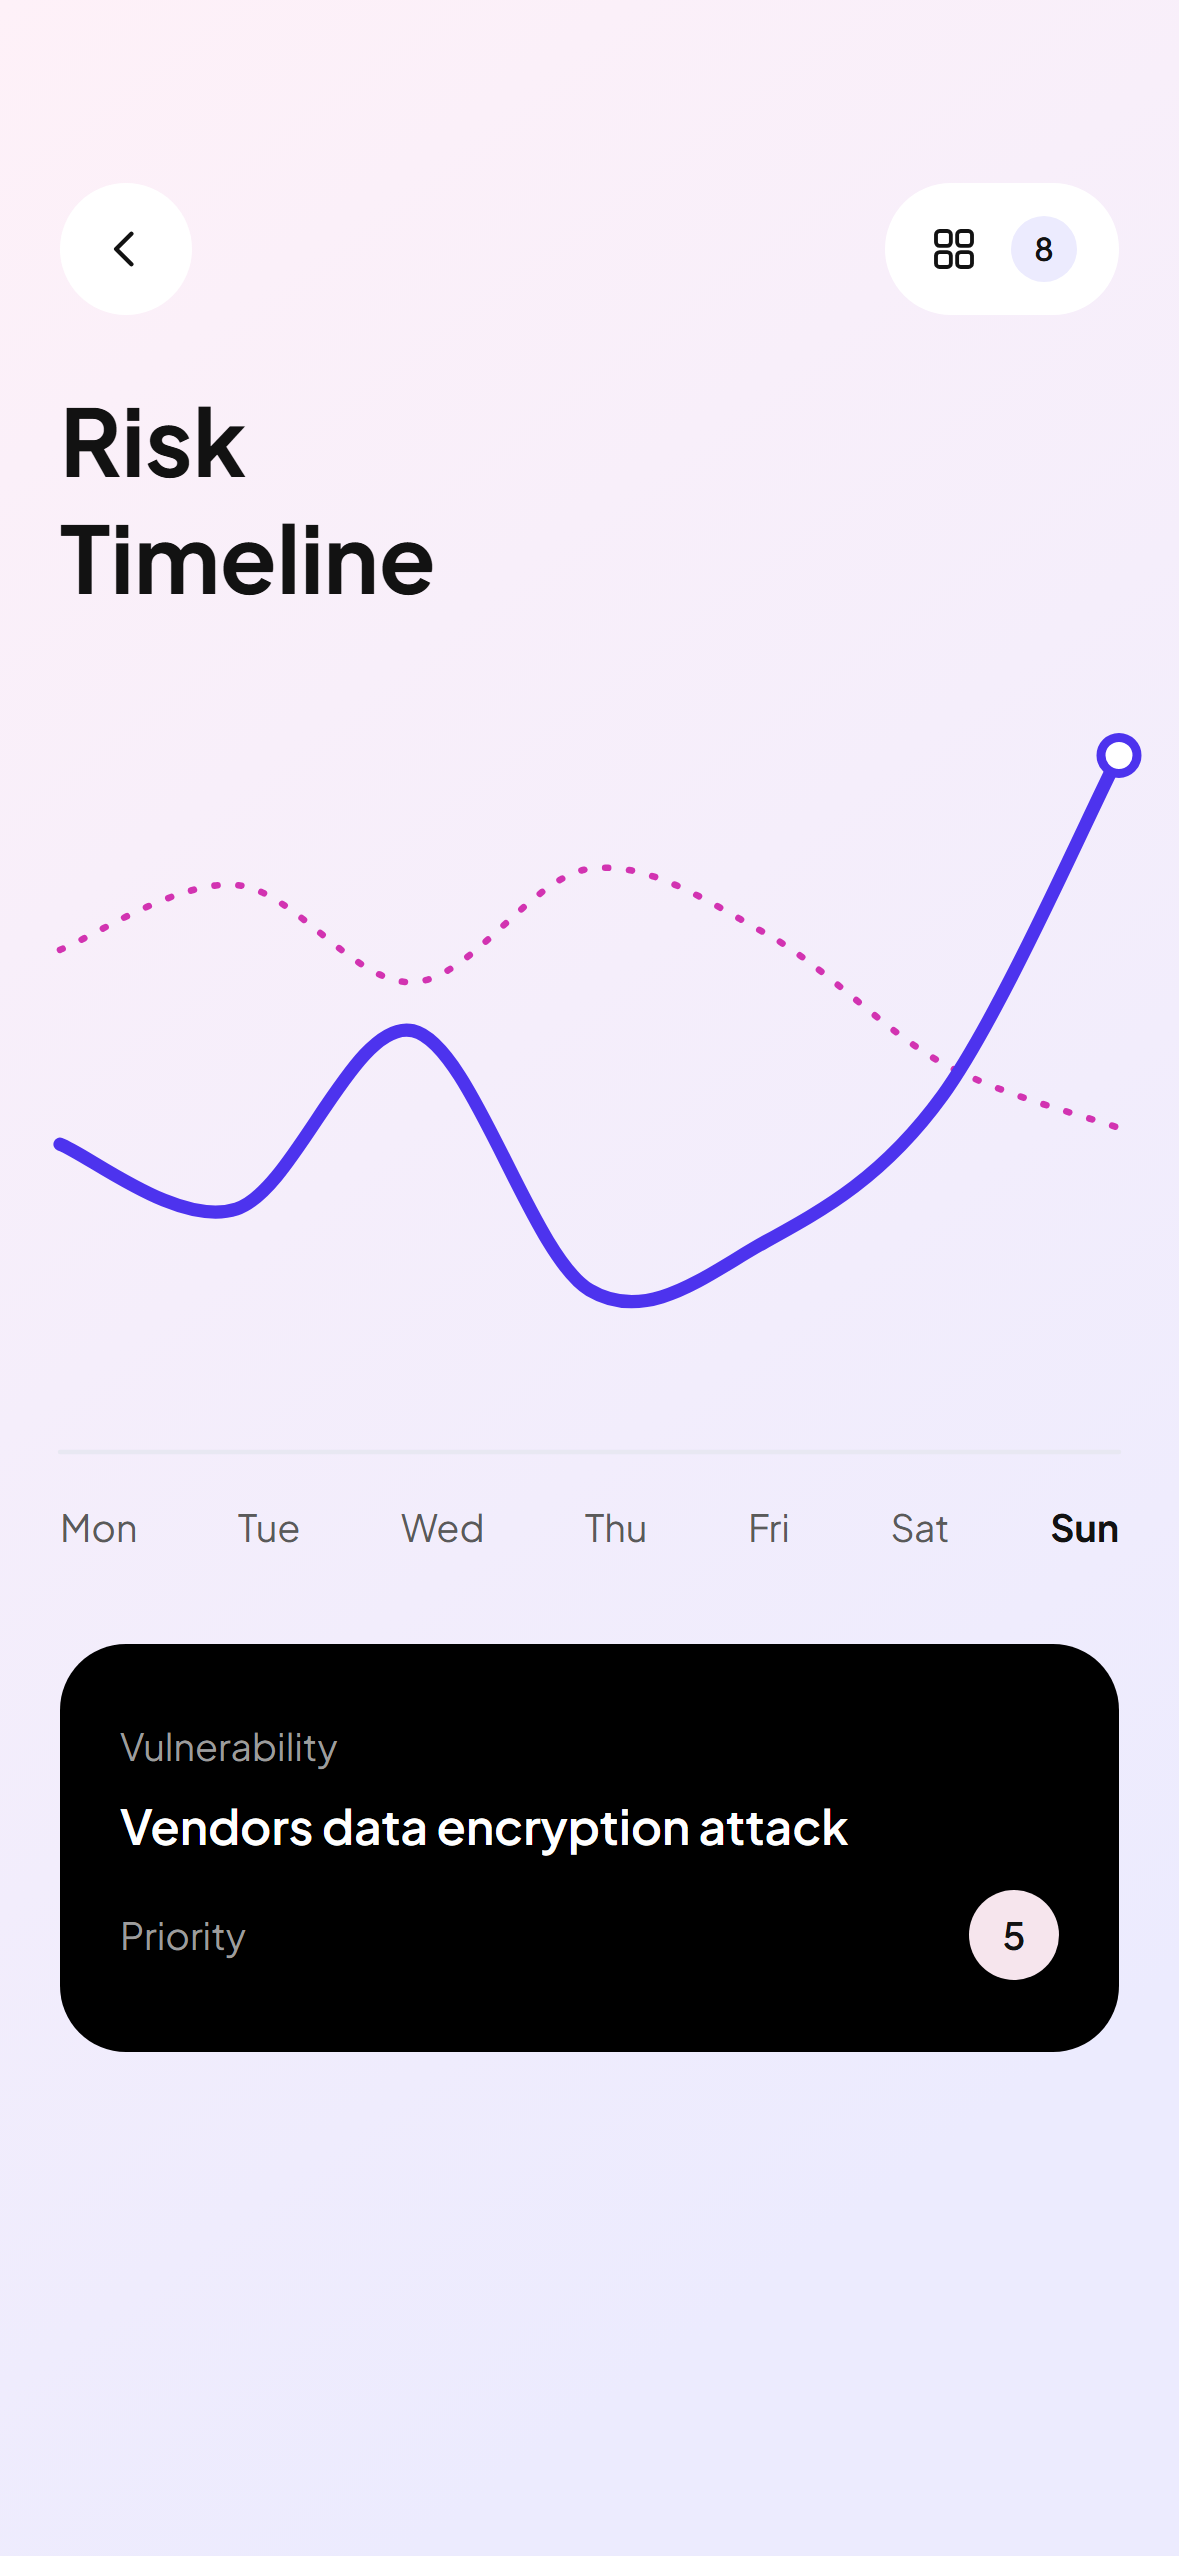 8
Risk
Timeline
Mon Tue Wed Thu Fri Sat Sun
Vulnerability
Vendors data encryption attack
Priority 5